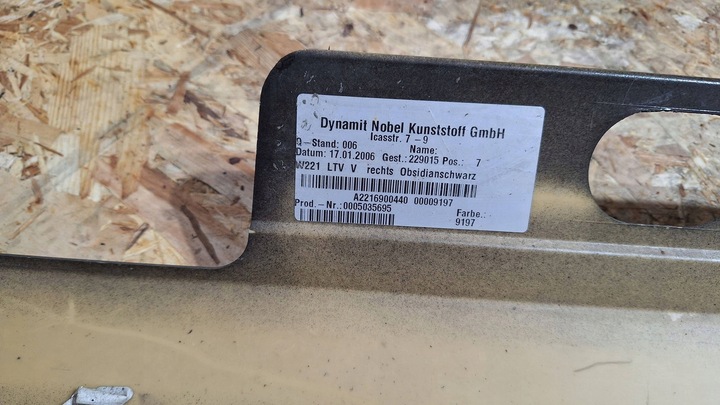 Dynamit Nobel Kunststoff GmbH
Icasstr. 7 - 9
Q-Stand: 006 Name:
Datum: 17.01.2006 Gest.: 229015 Pos.: 7
W221 LTV V rechts Obsidianschwarz
A2216900440 00009197
Prod.-Nr.:0005035695 Farbe.:
9197